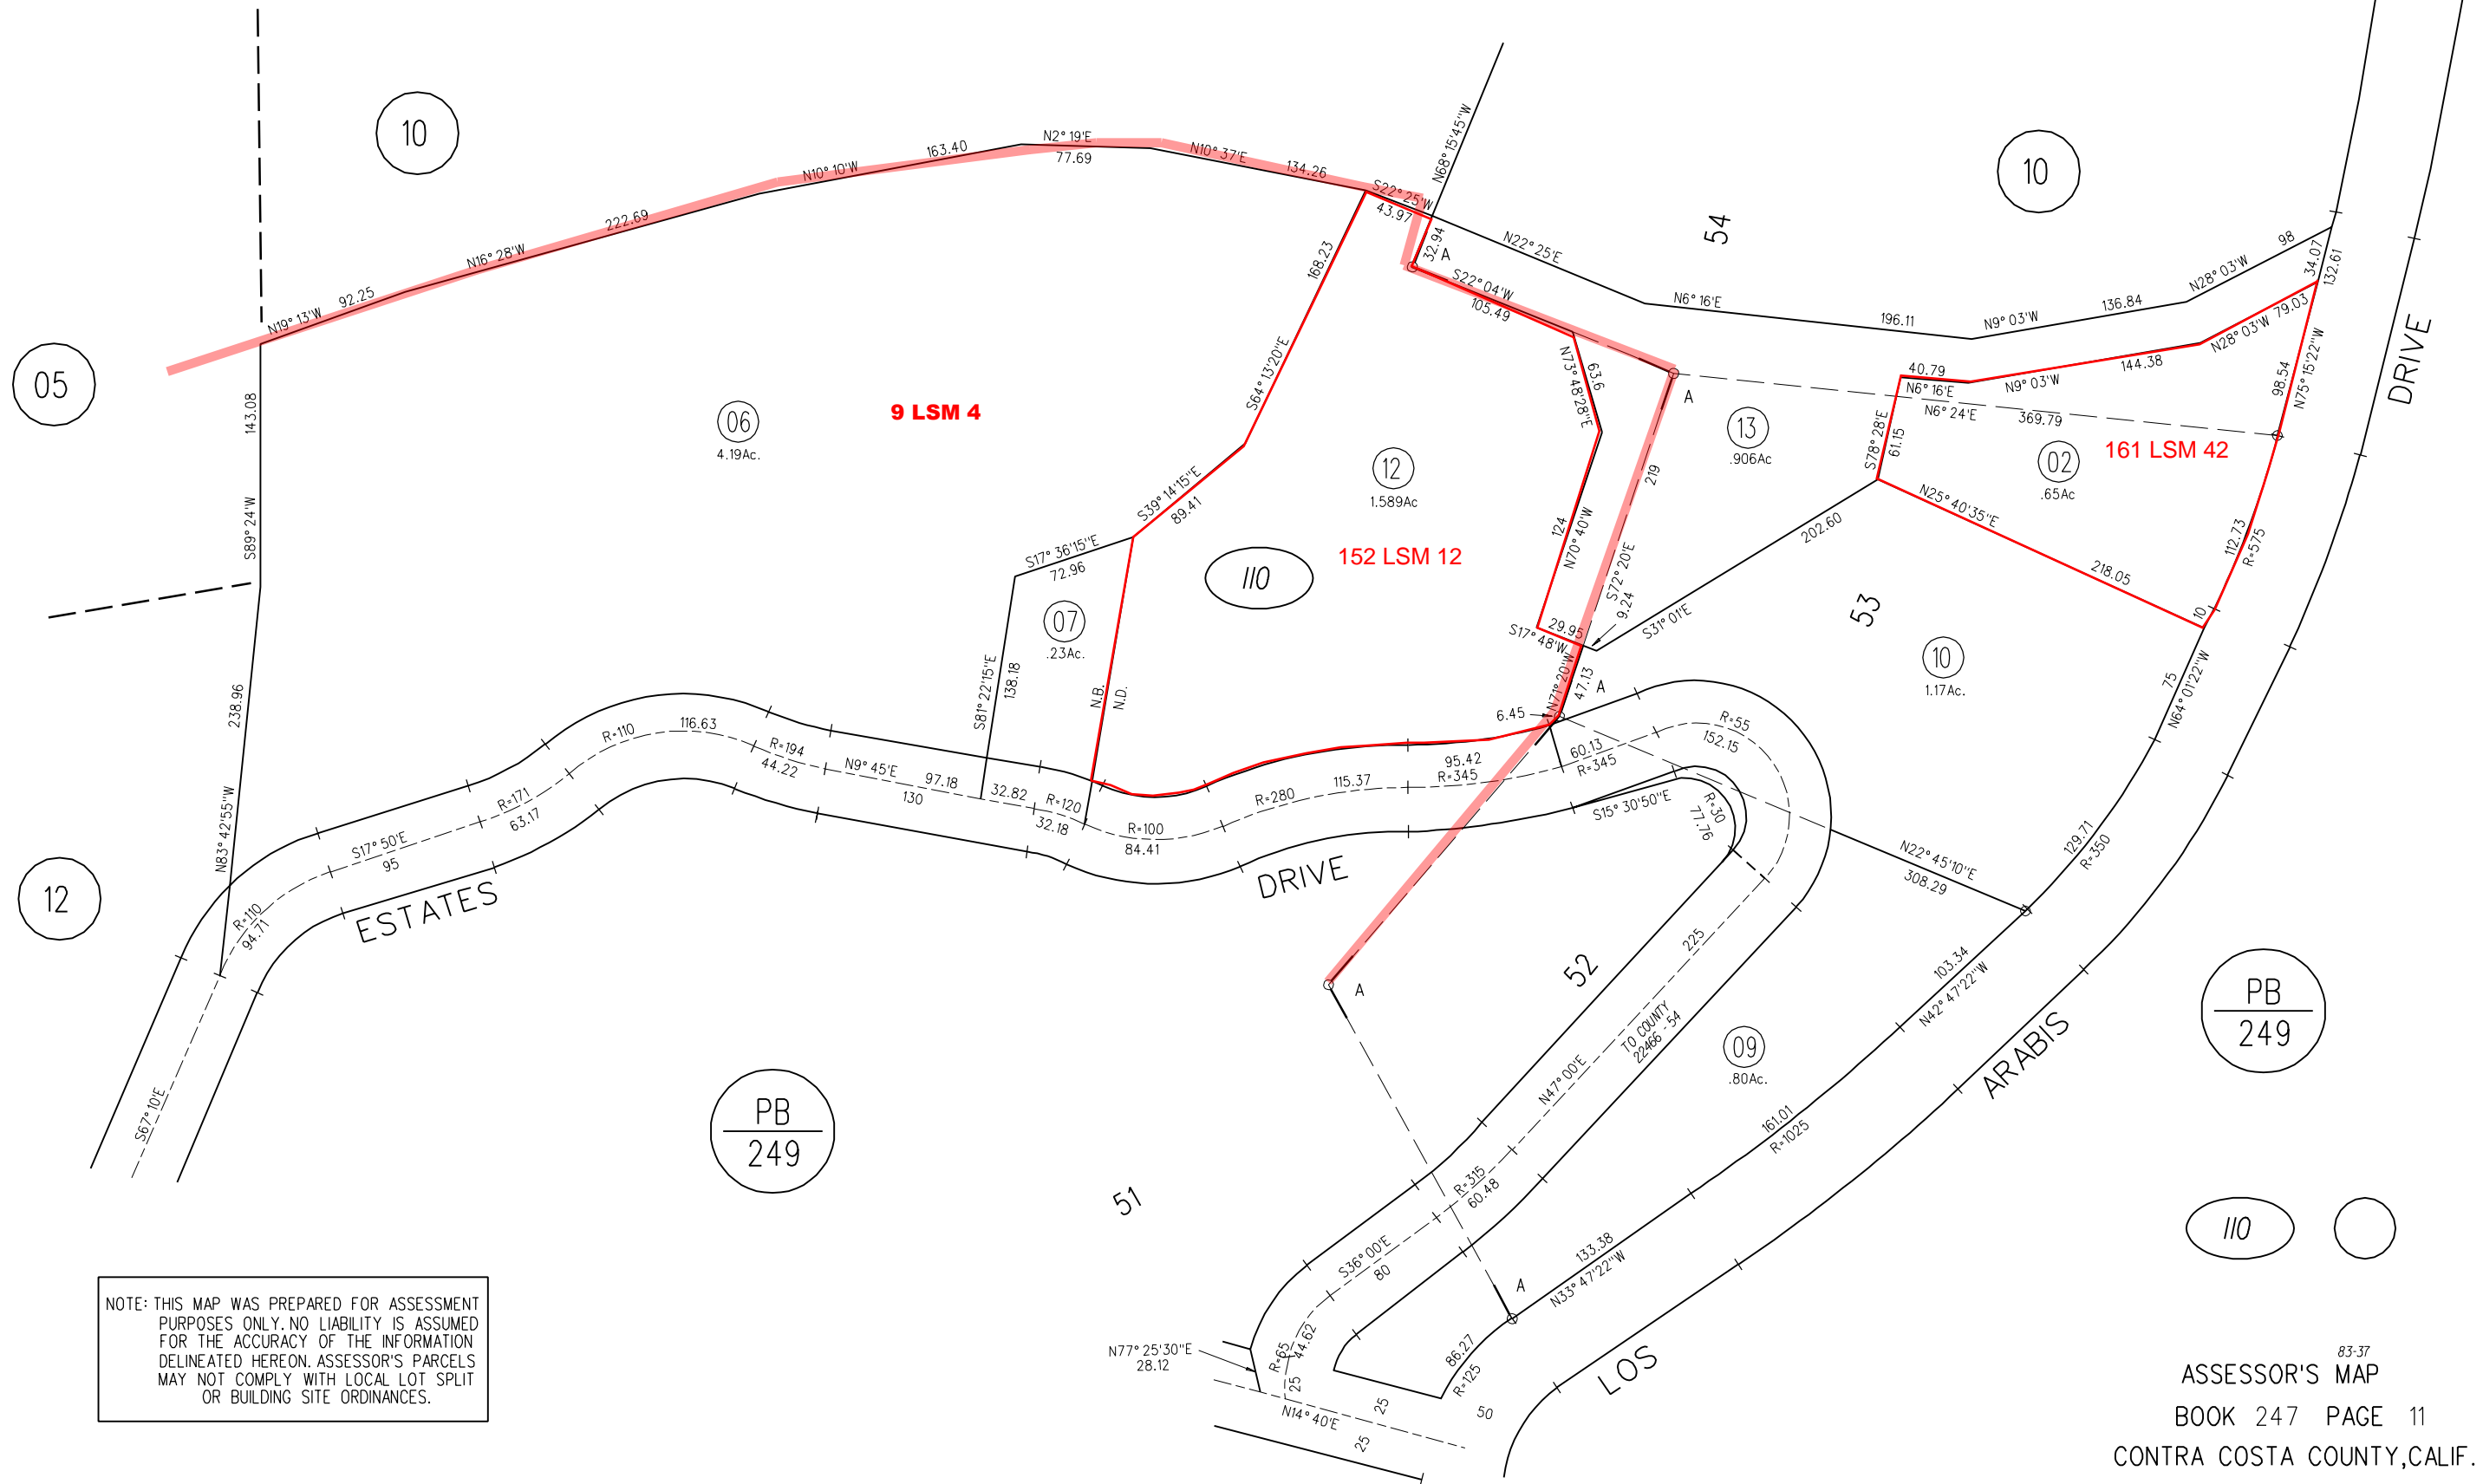 10
N68° 15'45"W
N2° 19'E
77.69
163.40
N10° 10'W
N10° 37'E
134.26
S22° 25'W
43.97
32.94
A
10
54
N22° 25'E
98
34.07
132.61
N28° 03'W
222.69
N16° 28'W
92.25
N19° 13'W
168.23
S22° 04'W
105.49
N6° 16'E
196.11
N9° 03'W
136.84
79.03
N28° 03'W
144.38
N9° 03'W
40.79
N6° 16'E
N6° 24'E
369.79
98.54
N75° 15'22"W
DRIVE
05
143.08
S89° 24'W
06
4.19Ac.
9 LSM 4
S64° 13'20"E
N73° 48'28"E
63.6
A
13
.906Ac
S78° 28'E
61.15
02
.65Ac
161 LSM 42
12
1.589Ac
152 LSM 12
S39° 14'15"E
89.41
219
124
N70° 40'W
S72° 20'E
9.24
202.60
S31° 01'E
N25° 40'35"E
218.05
112.73
R=575
10
S17° 36'15"E
72.96
110
07
.23Ac.
29.95
S17° 48'W
N71° 20'W
47.13
A
6.45
53
10
1.17Ac.
75
N64° 01'22"W
238.96
N83° 42'55"W
S81° 22'15"E
138.18
N.B.
N.D.
R=110
116.63
R=194
44.22
N9° 45'E
97.18
130
32.82
R=120
32.18
R=100
84.41
R=280
115.37
95.42
R=345
60.13
R=345
R=55
152.15
S15° 30'50"E
R=30
77.76
R=171
63.17
S17° 50'E
95
R=110
94.71
12
ESTATES
DRIVE
N22° 45'10"E
308.29
129.71
R=350
103.34
N42° 47'22"W
A
52
225
TO COUNTY
22466 - 54
N47° 00'E
09
.80Ac.
PB
249
ARABIS
S67° 10'E
PB
249
51
R=315
60.48
161.01
R=1025
S36° 00'E
80
A
133.38
N33° 47'22"W
110
N77° 25'30"E
28.12
R=65
44.62
25
N14° 40'E
25
25
86.27
R=125
50
LOS
NOTE: THIS MAP WAS PREPARED FOR ASSESSMENT
PURPOSES ONLY. NO LIABILITY IS ASSUMED
FOR THE ACCURACY OF THE INFORMATION
DELINEATED HEREON. ASSESSOR'S PARCELS
MAY NOT COMPLY WITH LOCAL LOT SPLIT
OR BUILDING SITE ORDINANCES.
83-37
ASSESSOR'S MAP
BOOK 247 PAGE 11
CONTRA COSTA COUNTY,CALIF.